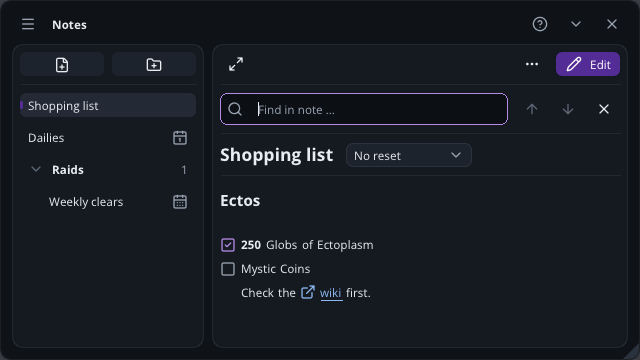 Notes
Edit
Shopping list
Dailies
Raids 1
Weekly clears
Find in note ...
Shopping list No reset
Ectos
250 Globs of Ectoplasm
Mystic Coins
Check the wiki first.